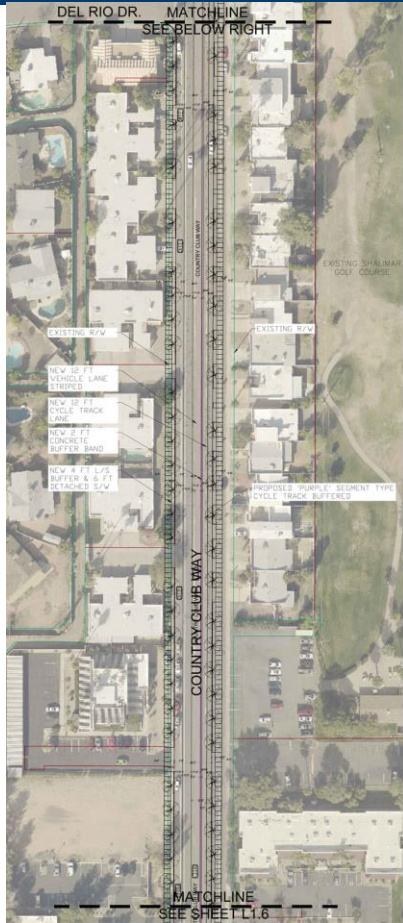 DEL RIO DR.
MATCHLINE
SEE BELOW RIGHT
COUNTRY CLUB WAY
EXISTING SHALIMAR
GOLF COURSE
EXISTING R/W
EXISTING R/W
NEW 12 FT
VEHICLE LANE
STRIPED
NEW 12 FT
CYCLE TRACK
LANE
NEW 2 FT
CONCRETE
BUFFER BAND
NEW 4 FT L/S
BUFFER & 6 FT
DETACHED S/W
PROPOSED 'PURPLE' SEGMENT TYPE
CYCLE TRACK BUFFERED
COUNTRY CLUB WAY
MATCHLINE
SEE SHEET L1.6